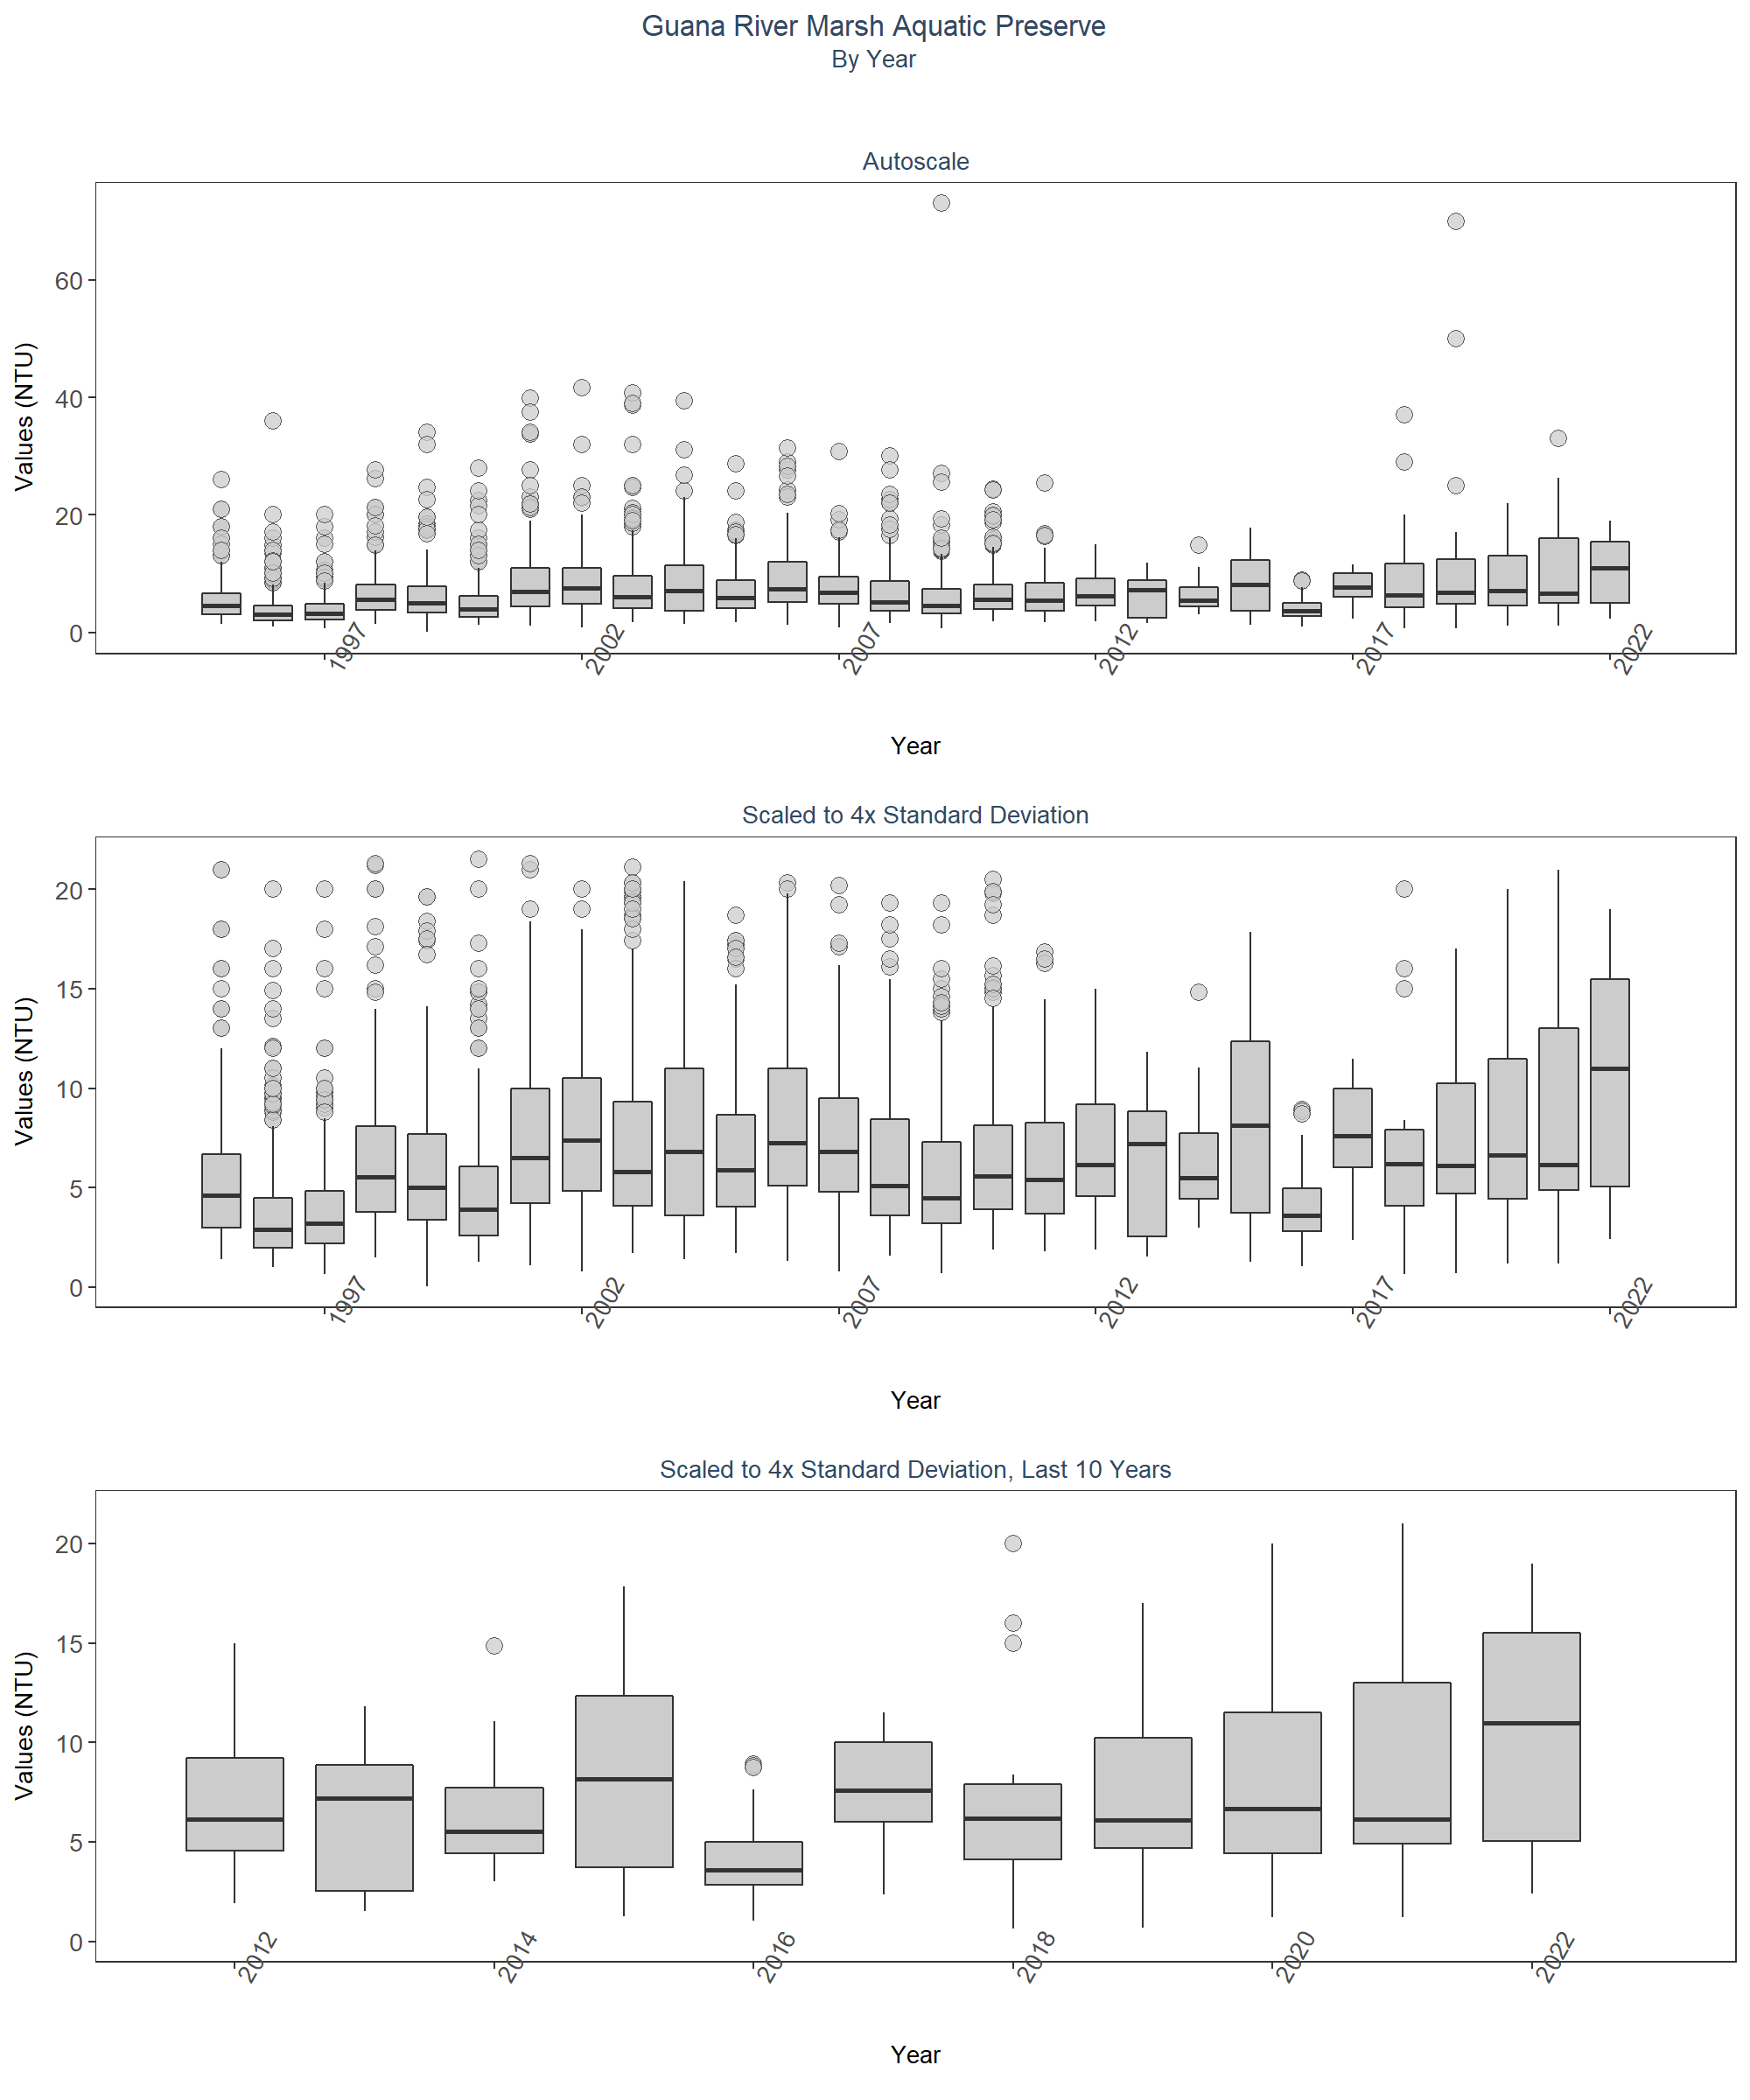 Guana River Marsh Aquatic Preserve
By Year
Autoscale
Values (NTU)
60
40
20
0
1997
2002
2007
2012
2017
2022
Year
Scaled to 4x Standard Deviation
Values (NTU)
20
15
10
5
0
1997
2002
2007
2012
2017
2022
Year
Scaled to 4x Standard Deviation, Last 10 Years
Values (NTU)
20
15
10
5
0
2012
2014
2016
2018
2020
2022
Year